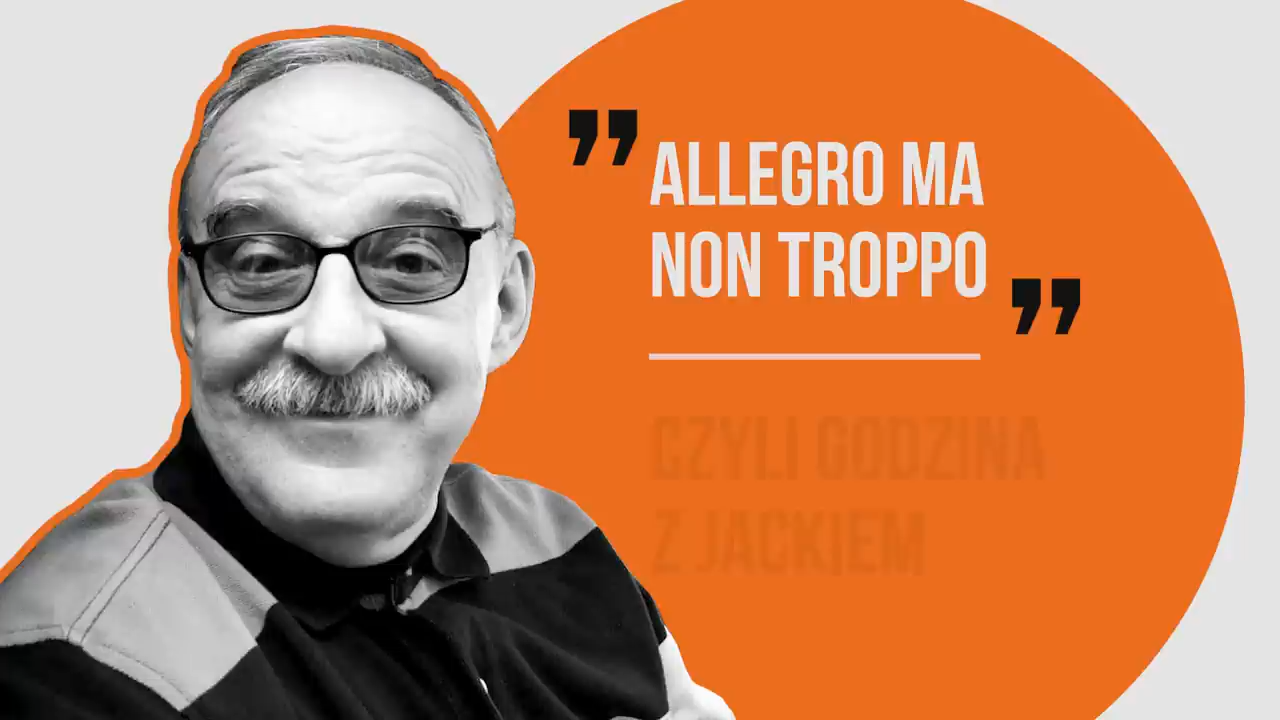 ” ALLEGRO MA
NON TROPPO ”
CZYLI GODZINA
Z JACKIEM